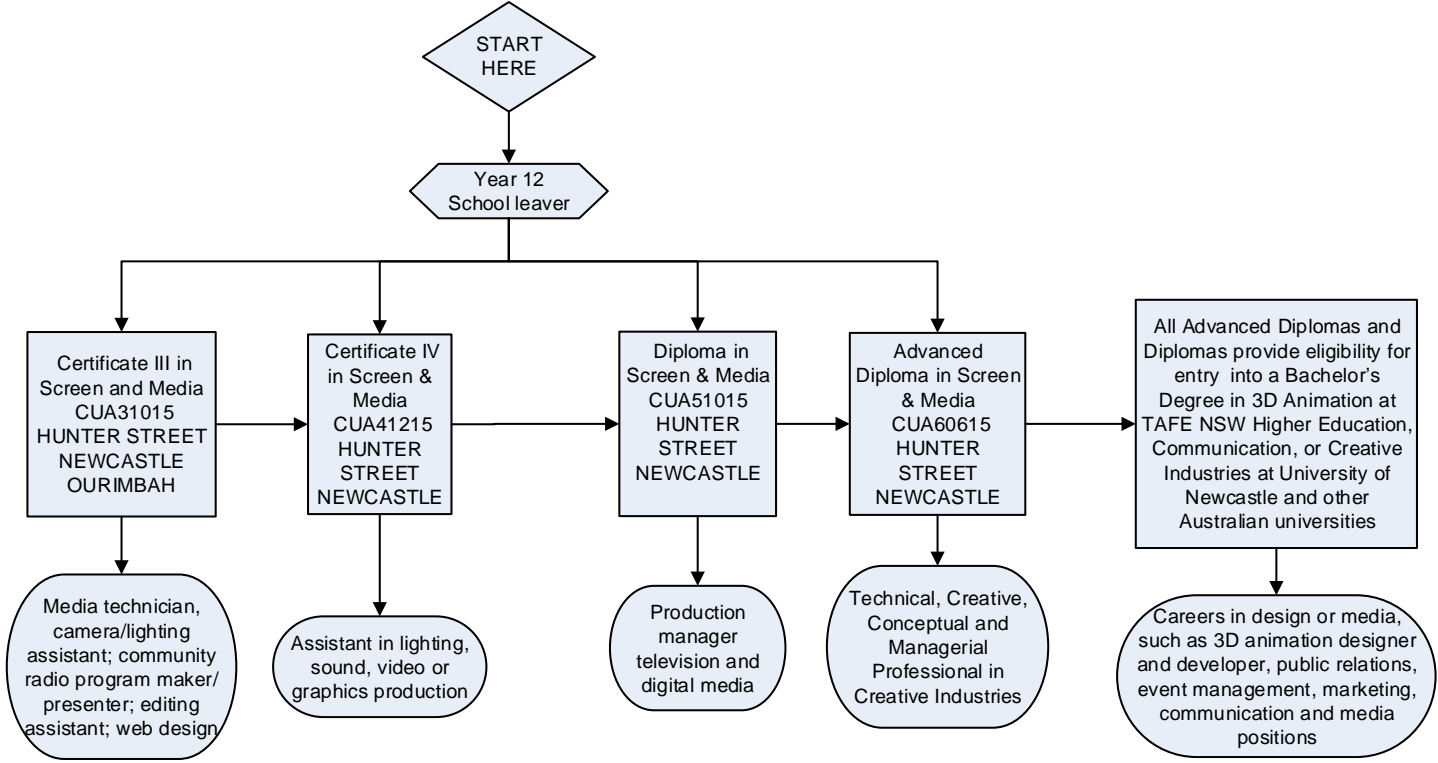 START
HERE
Year 12
School leaver
Certificate III in
Screen and Media
CUA31015
HUNTER STREET
NEWCASTLE
OURIMBAH
Certificate IV
in Screen &
Media
CUA41215
HUNTER
STREET
NEWCASTLE
Diploma in
Screen & Media
CUA51015
HUNTER
STREET
NEWCASTLE
Advanced
Diploma in Screen
& Media
CUA60615
HUNTER
STREET
NEWCASTLE
All Advanced Diplomas and
Diplomas provide eligibility for
entry into a Bachelor's
Degree in 3D Animation at
TAFE NSW Higher Education,
Communication, or Creative
Industries at University of
Newcastle and other
Australian universities
Media technician,
camera/lighting
assistant; community
radio program maker/
presenter; editing
assistant; web design
Assistant in lighting,
sound, video or
graphics production
Production
manager
television and
digital media
Technical, Creative,
Conceptual and
Managerial
Professional in
Creative Industries
Careers in design or media,
such as 3D animation designer
and developer, public relations,
event management, marketing,
communication and media
positions